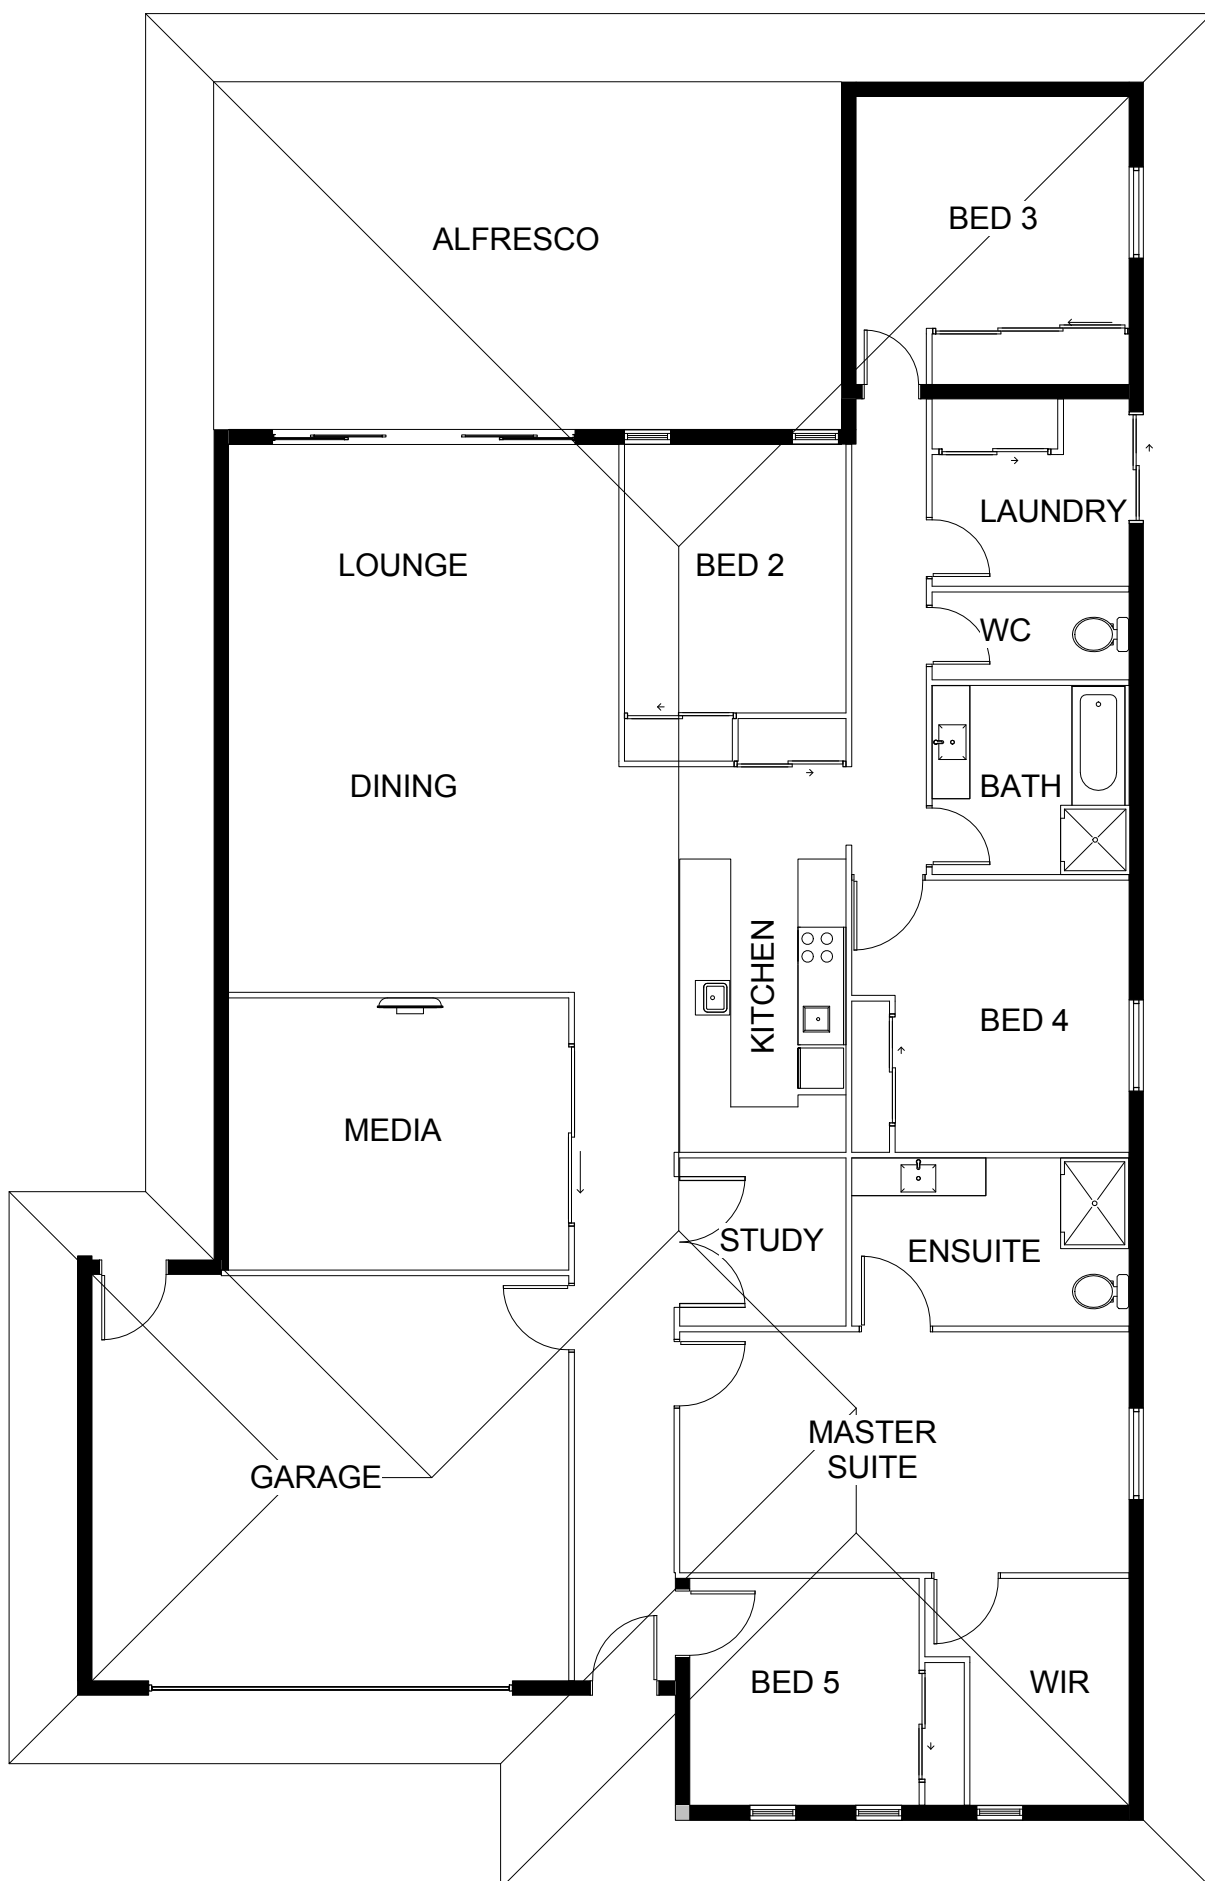 BED 3
ALFRESCO
LAUNDRY
LOUNGE
BED 2
WC
DINING
BATH
KITCHEN
BED 4
MEDIA
STUDY
ENSUITE
MASTER
SUITE
GARAGE
BED 5
WIR